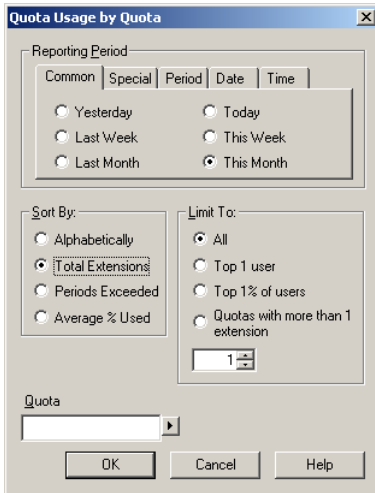 Quota Usage by Quota
Reporting Period
Common Special Period Date Time
Yesterday Today
Last Week This Week
Last Month This Month
Sort By:
Alphabetically
Total Extensions
Periods Exceeded
Average % Used
Limit To:
All
Top 1 user
Top 1% of users
Quotas with more than 1
extension
1
Quota
OK Cancel Help